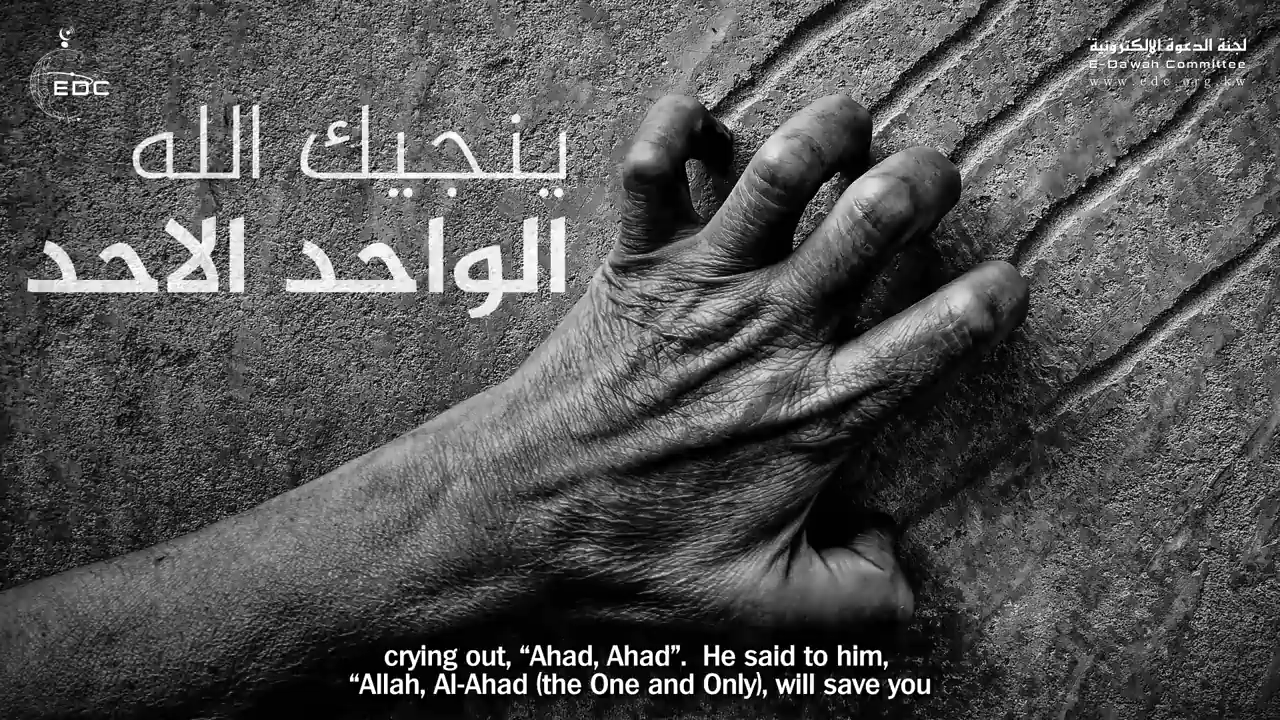 EDC
لجنة الدعوة الإلكترونية
E-Dawah Committee
www.edc.org.kw
ينجيك الله
الواحد الاحد
crying out, “Ahad, Ahad”. He said to him,
“Allah, Al-Ahad (the One and Only), will save you